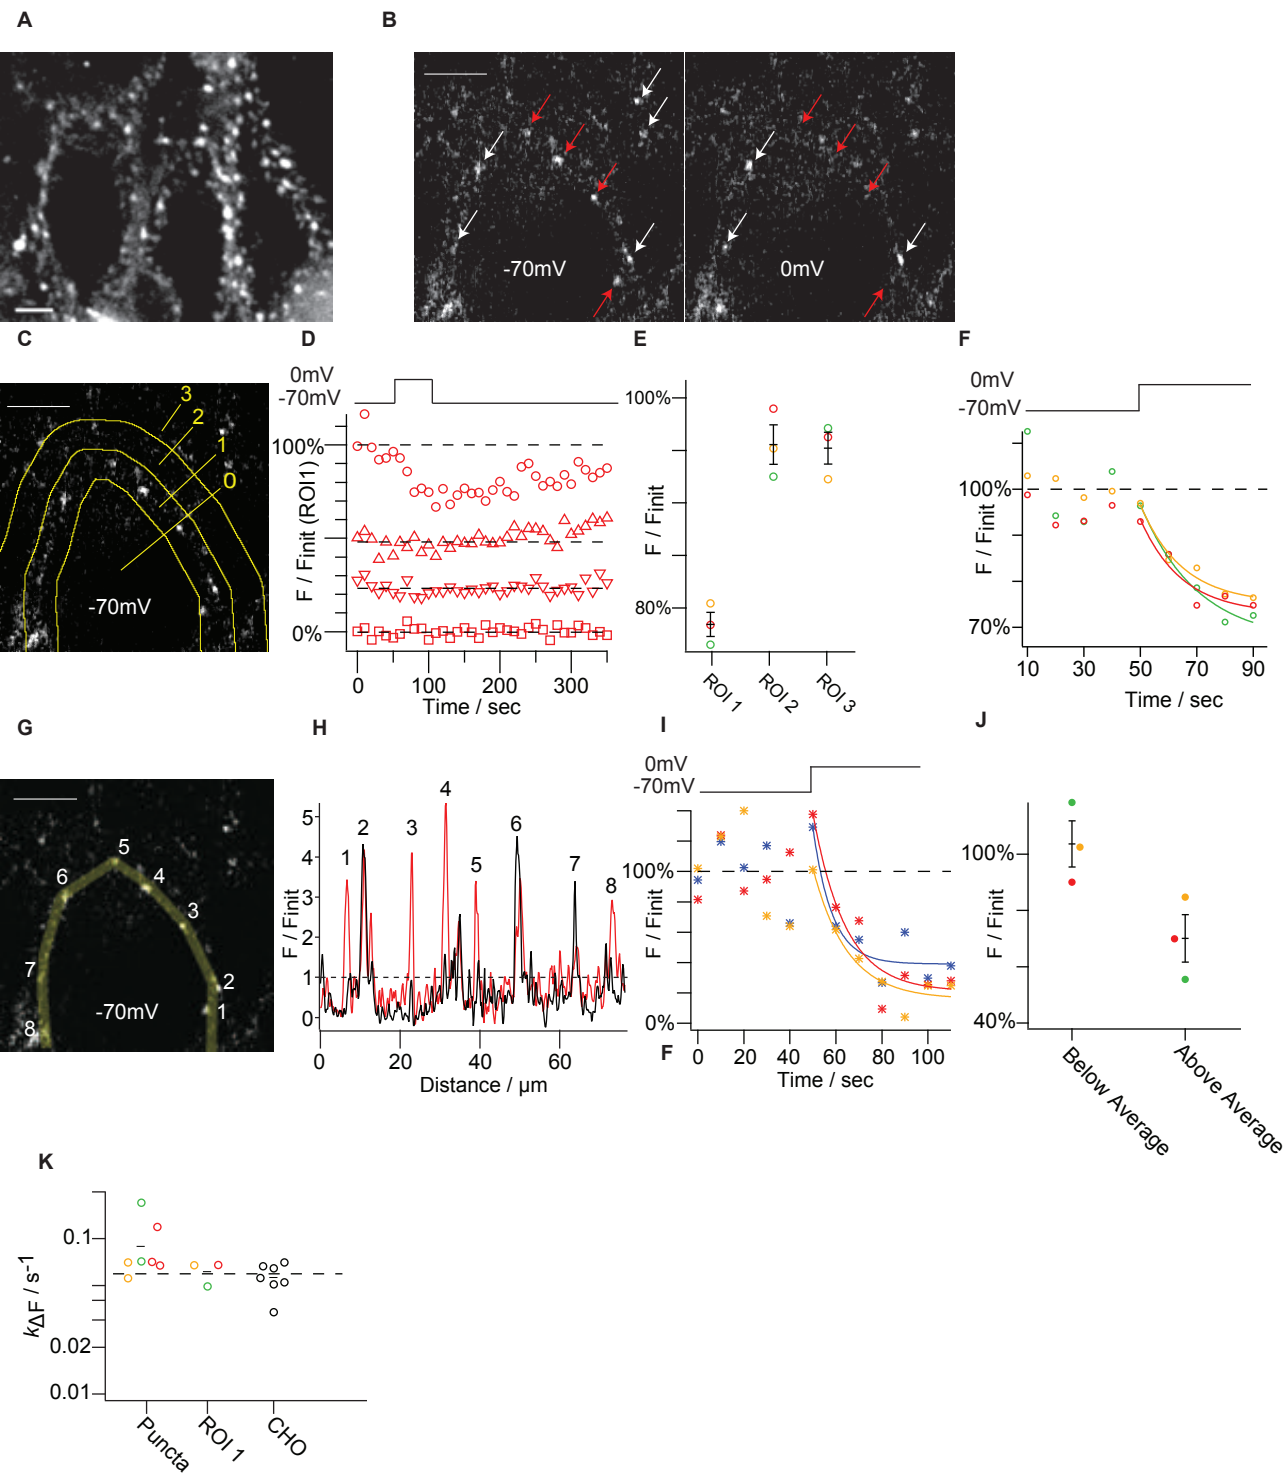 A
B
-70mV
0mV
C
3
2
1
0
-70mV
D
0mV
-70mV
100%
0%
F / Finit (ROI1)
0
100
200
300
Time / sec
E
100%
80%
F / Finit
ROI 1
ROI 2
ROI 3
F
0mV
-70mV
100%
70%
F / Finit
10
30
50
70
90
Time / sec
G
5
6
4
3
7
2
1
8
-70mV
H
5
4
3
2
1
0
F / Finit
1
2
3
4
5
6
7
8
0
20
40
60
Distance / µm
I
0mV
-70mV
100%
0%
F / Finit
0
20
40
60
80
100
F
Time / sec
J
100%
40%
F / Finit
Below Average
Above Average
K
0.1
0.02
0.01
kΔF / s-1
Puncta
ROI 1
CHO